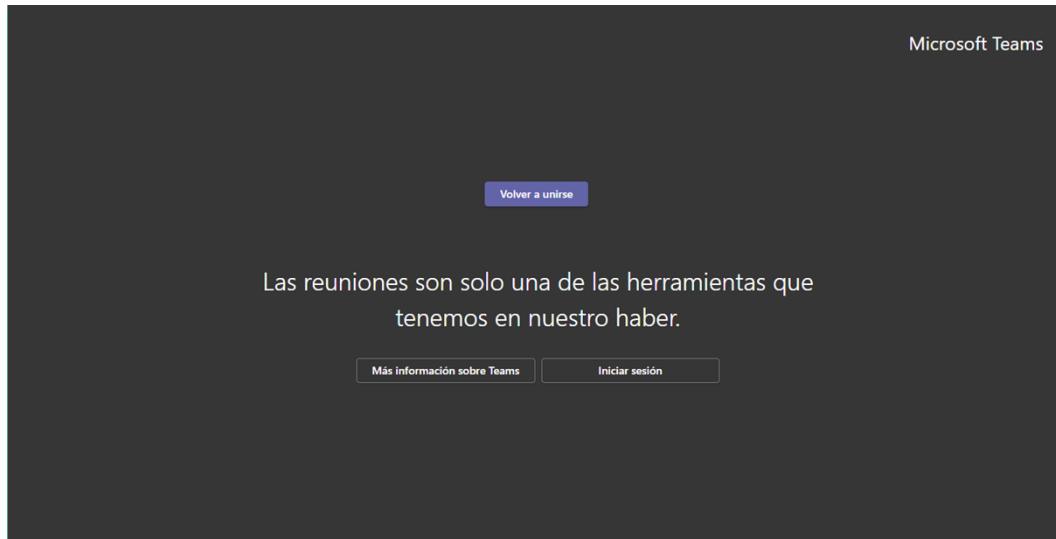 Microsoft Teams
Volver a unirse
Las reuniones son solo una de las herramientas que
tenemos en nuestro haber.
Más información sobre Teams
Iniciar sesión